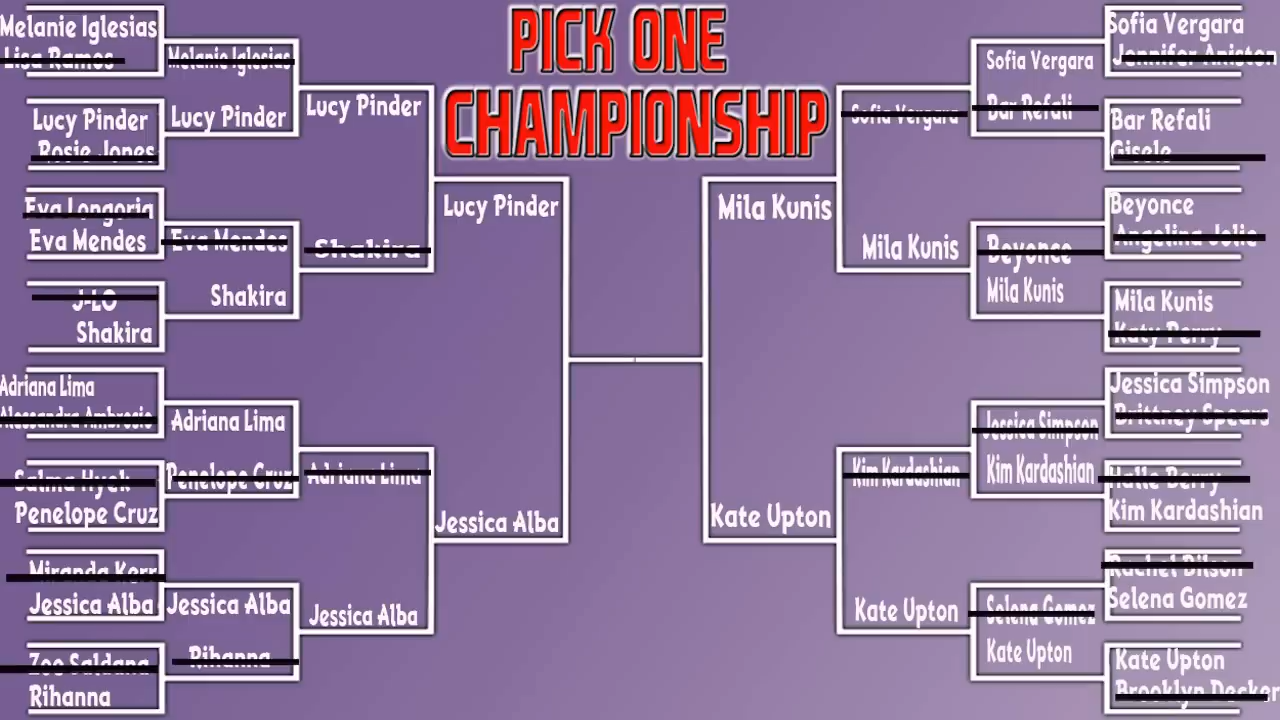 PICK ONE
CHAMPIONSHIP
Melanie Iglesias
Lisa Ramos
Lucy Pinder
Rosie Jones
Eva Longoria
Eva Mendes
J-LO
Shakira
Adriana Lima
Alessandra Ambrosio
Salma Hyek
Penelope Cruz
Miranda Kerr
Jessica Alba
Zoe Saldana
Rihanna
Melanie Iglesias
Lucy Pinder
Eva Mendes
Shakira
Adriana Lima
Penelope Cruz
Jessica Alba
Rihanna
Lucy Pinder
Shakira
Adriana Lima
Jessica Alba
Lucy Pinder
Jessica Alba
Mila Kunis
Kate Upton
Sofia Vergara
Mila Kunis
Kim Kardashian
Kate Upton
Sofia Vergara
Bar Refali
Beyonce
Mila Kunis
Jessica Simpson
Kim Kardashian
Selena Gomez
Kate Upton
Sofia Vergara
Jennifer Aniston
Bar Refali
Gisele
Beyonce
Angelina Jolie
Mila Kunis
Katy Perry
Jessica Simpson
Brittney Spears
Halle Berry
Kim Kardashian
Rachel Bilson
Selena Gomez
Kate Upton
Brooklyn Decker